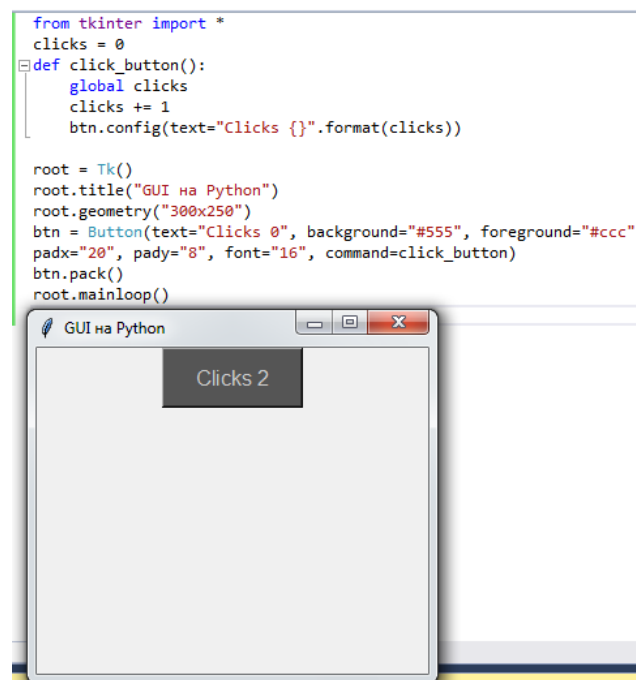 from tkinter import *
clicks = 0
def click_button():
    global clicks
    clicks += 1
    btn.config(text="Clicks {}".format(clicks))
root = Tk()
root.title("GUI на Python")
root.geometry("300x250")
btn = Button(text="Clicks 0", background="#555", foreground="#ccc"
padx="20", pady="8", font="16", command=click_button)
btn.pack()
root.mainloop()
GUI на Python
Clicks 2